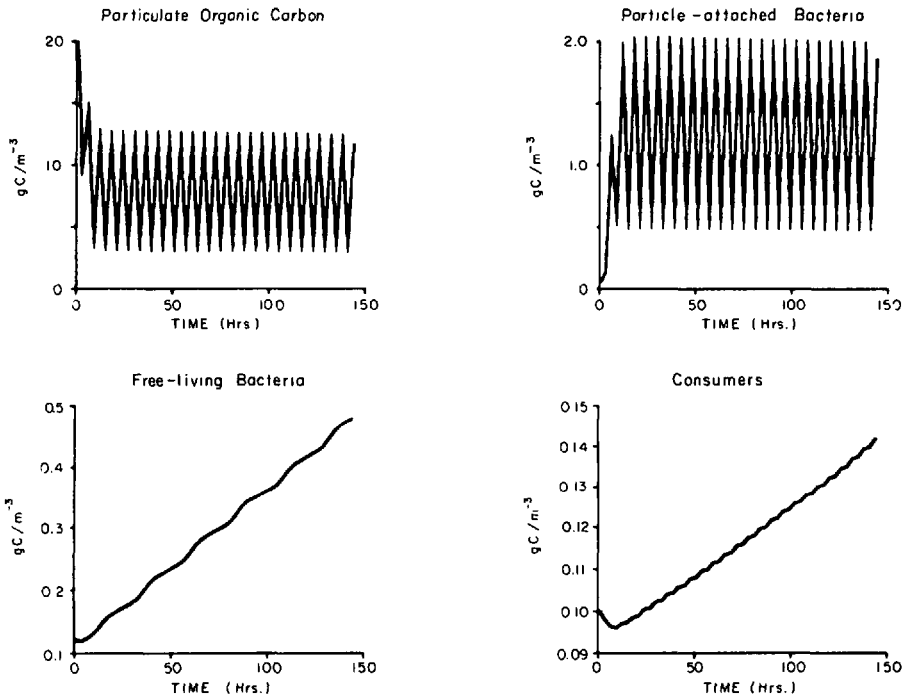 Particulate Organic Carbon
20
10
0
gC/m⁻³
0 50 100 150
TIME (Hrs.)
Particle-attached Bacteria
2.0
1.0
0
gC/m⁻³
0 50 100 150
TIME (Hrs.)
Free-living Bacteria
0.5
0.4
0.3
0.2
0.1
gC/m⁻³
0 50 100 150
TIME (Hrs.)
Consumers
0.15
0.14
0.13
0.12
0.11
0.10
0.09
gC/m⁻³
0 50 100 150
TIME (Hrs.)